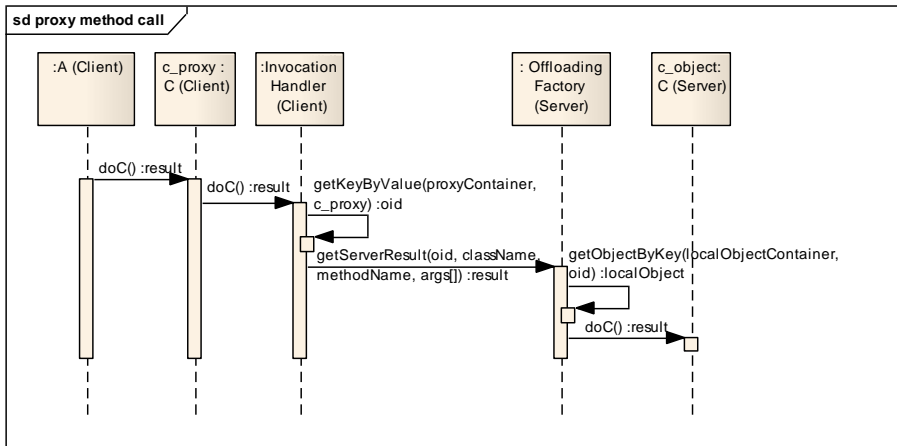 sd proxy method call
:A (Client)
c_proxy :
C (Client)
:Invocation
Handler
(Client)
: Offloading
Factory
(Server)
c_object:
C (Server)
doC() :result
doC() :result
getKeyByValue(proxyContainer,
c_proxy) :oid
getServerResult(oid, className,
methodName, args[]) :result
getObjectByKey(localObjectContainer,
oid) :localObject
doC() :result